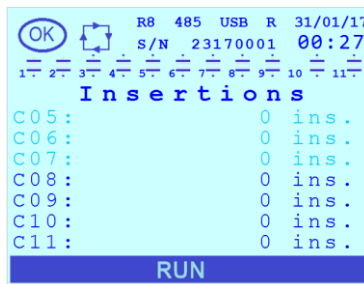 OK R8 485 USB R 31/01/17
S/N 23170001 00:27
1. 2. 3. 4. 5. 6. 7. 8. 9. 10. 11.
Insertions
C05: 0 ins.
C06: 0 ins.
C07: 0 ins.
C08: 0 ins.
C09: 0 ins.
C10: 0 ins.
C11: 0 ins.
RUN